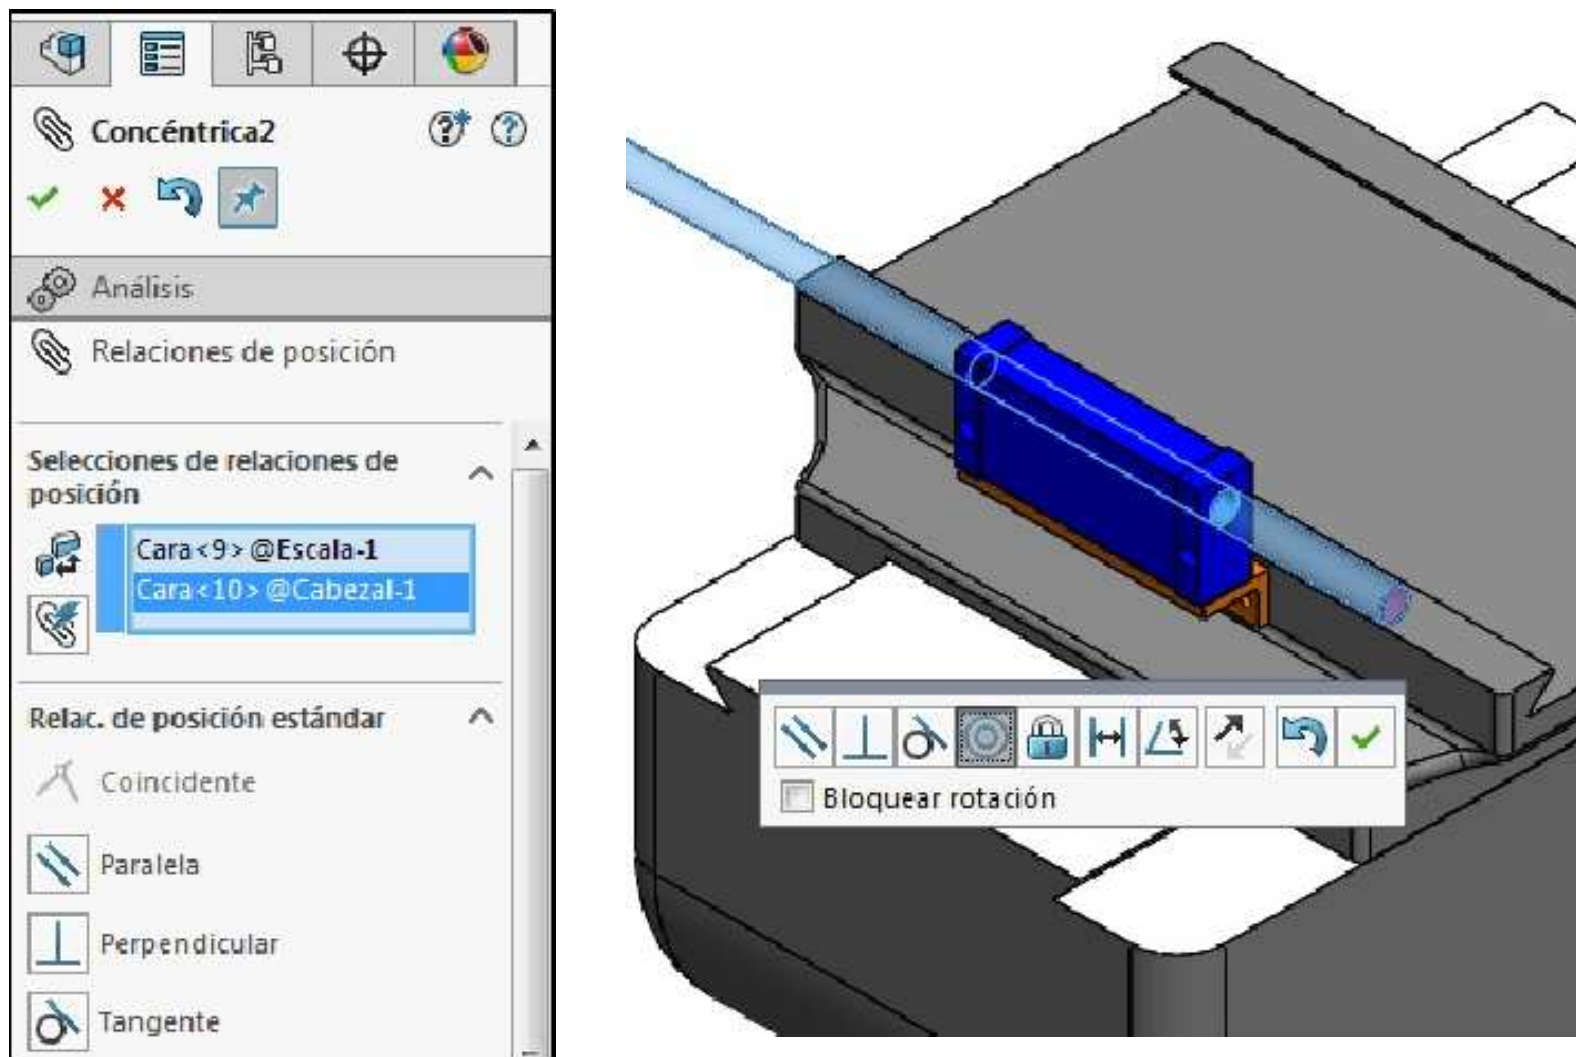 Concéntrica2
Análisis
Relaciones de posición
Selecciones de relaciones de
posición
Cara<9>@Escala-1
Cara<10>@Cabezal-1
Relac. de posición estándar
Coincidente
Paralela
Perpendicular
Tangente
Bloquear rotación